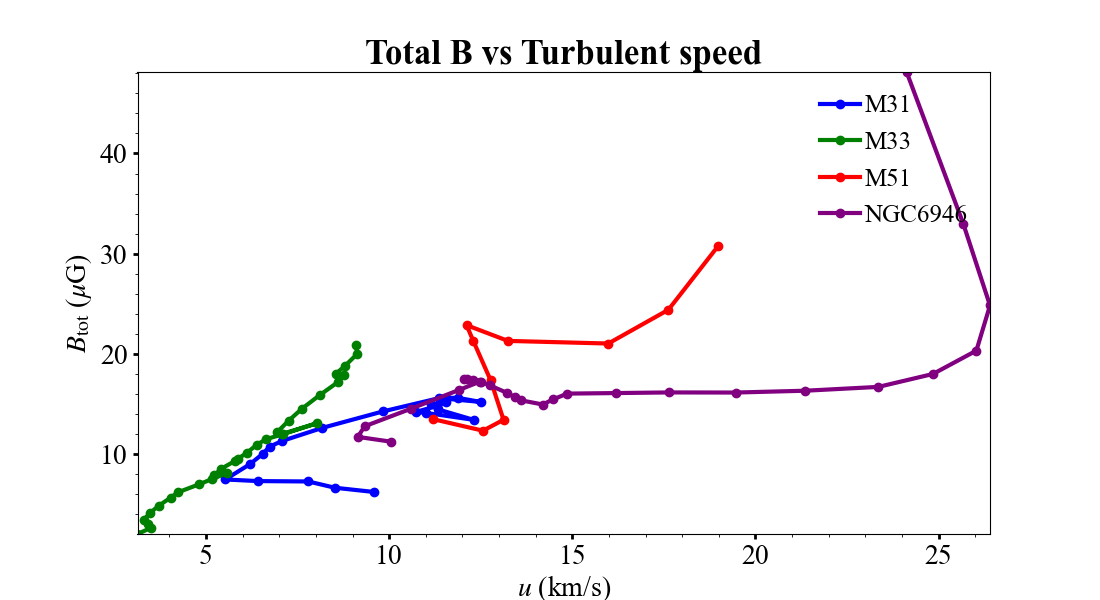 Total B vs Turbulent speed
M31
M33
M51
NGC6946
40
30
20
10
B_tot (μG)
5 10 15 20 25
u (km/s)